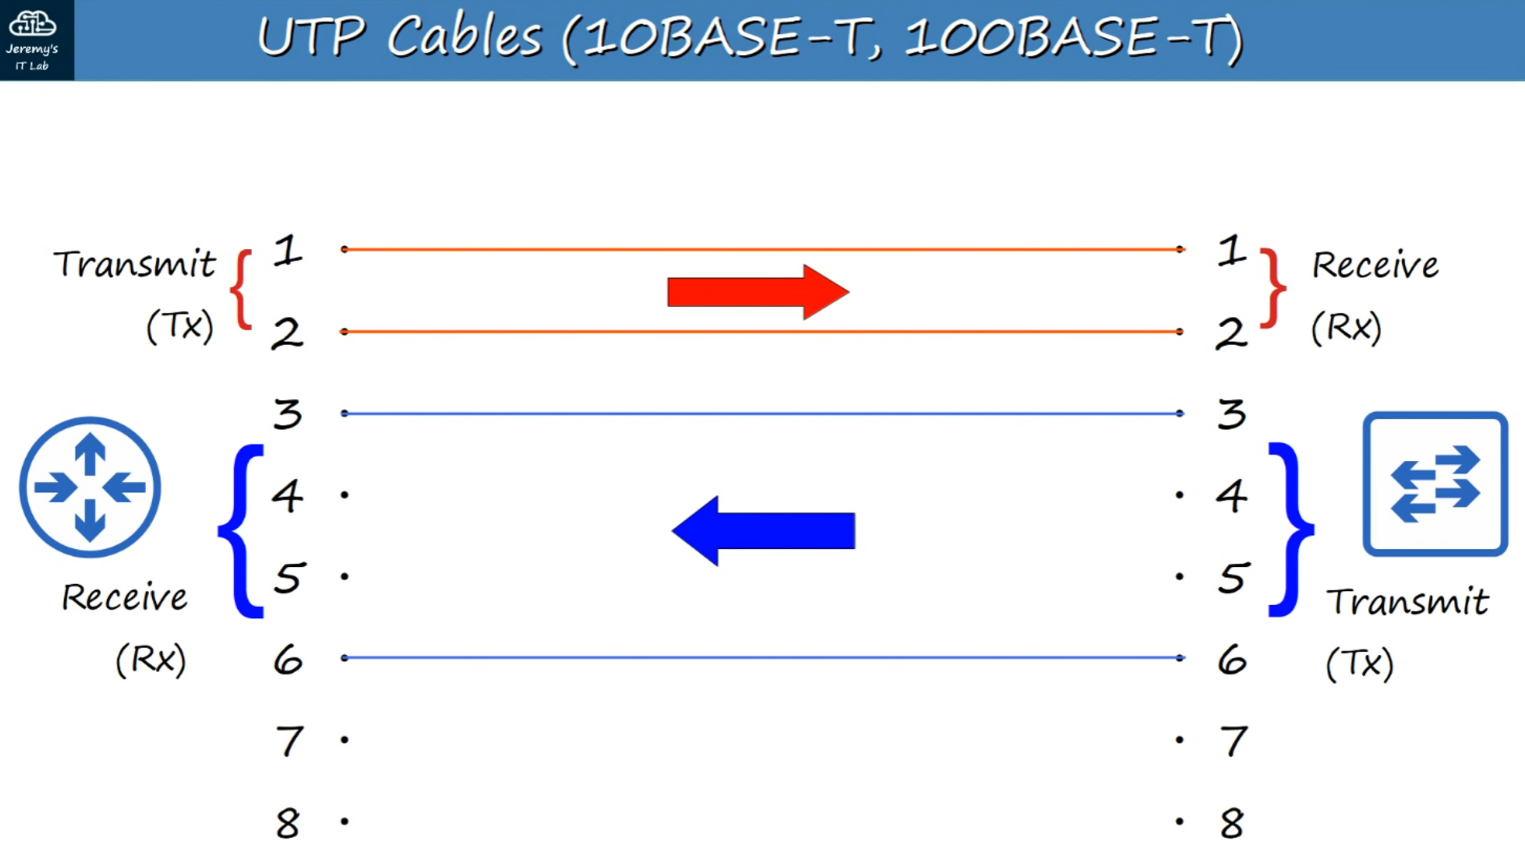 Jeremy's
IT Lab
UTP Cables (10BASE-T, 100BASE-T)
Transmit
(Tx)
1
1
Receive
(Rx)
2
2
3
3
4
4
5
5
Receive
(Rx)
Transmit
(Tx)
6
6
7
7
8
8